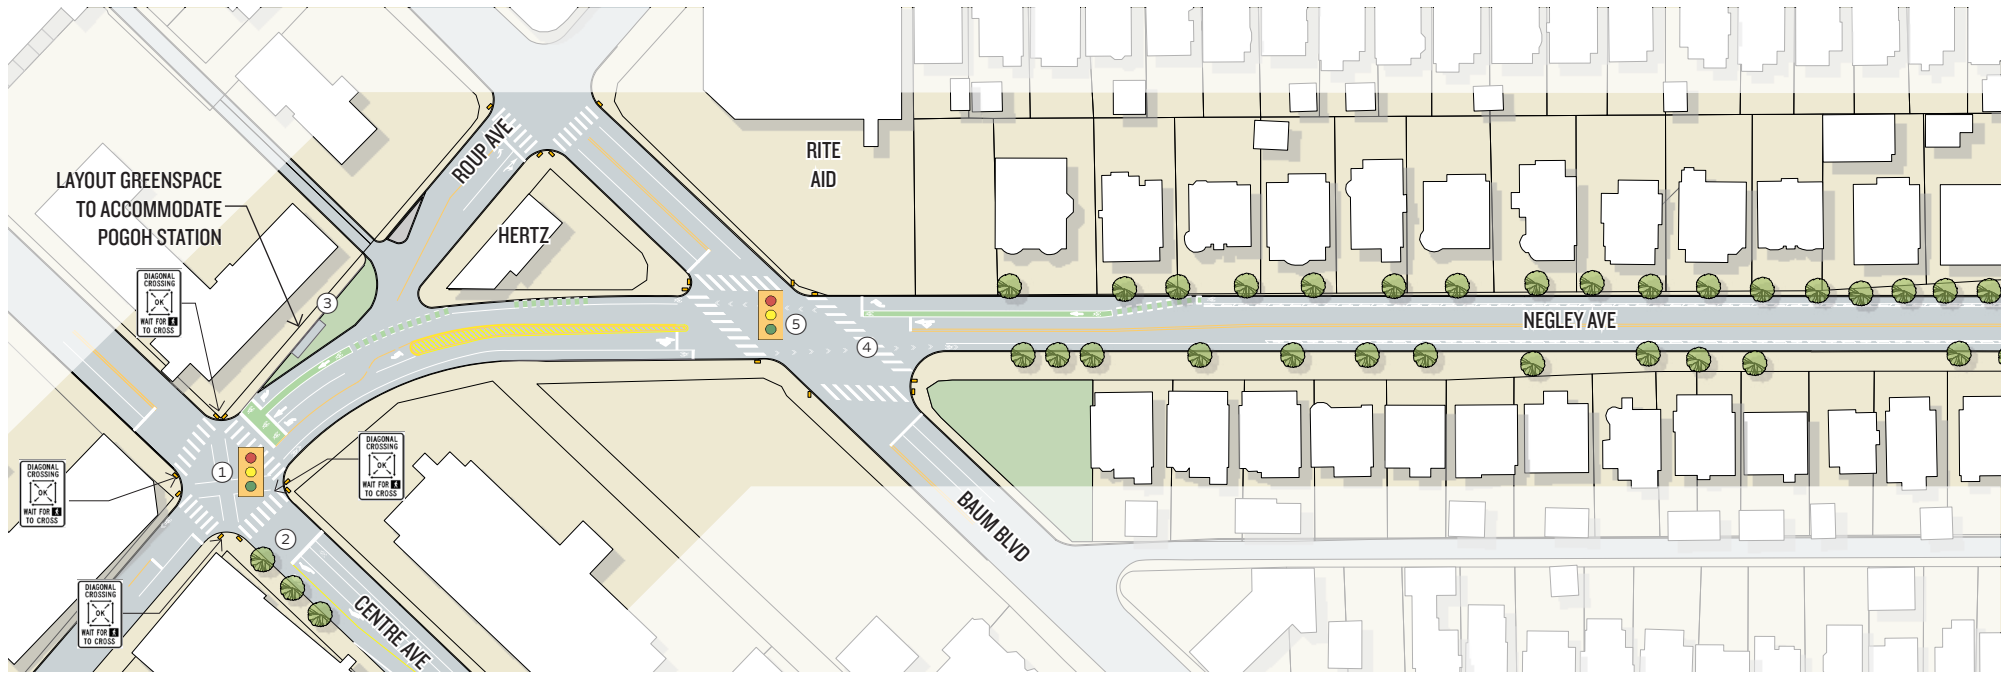 ROUP AVE
RITE
AID
LAYOUT GREENSPACE
TO ACCOMMODATE
POGOH STATION
HERTZ
DIAGONAL
CROSSING
OK
WAIT FOR
TO CROSS
3
5
4
NEGLEY AVE
DIAGONAL
CROSSING
OK
WAIT FOR
TO CROSS
1
DIAGONAL
CROSSING
OK
WAIT FOR
TO CROSS
2
BAUM BLVD
DIAGONAL
CROSSING
OK
WAIT FOR
TO CROSS
CENTRE AVE